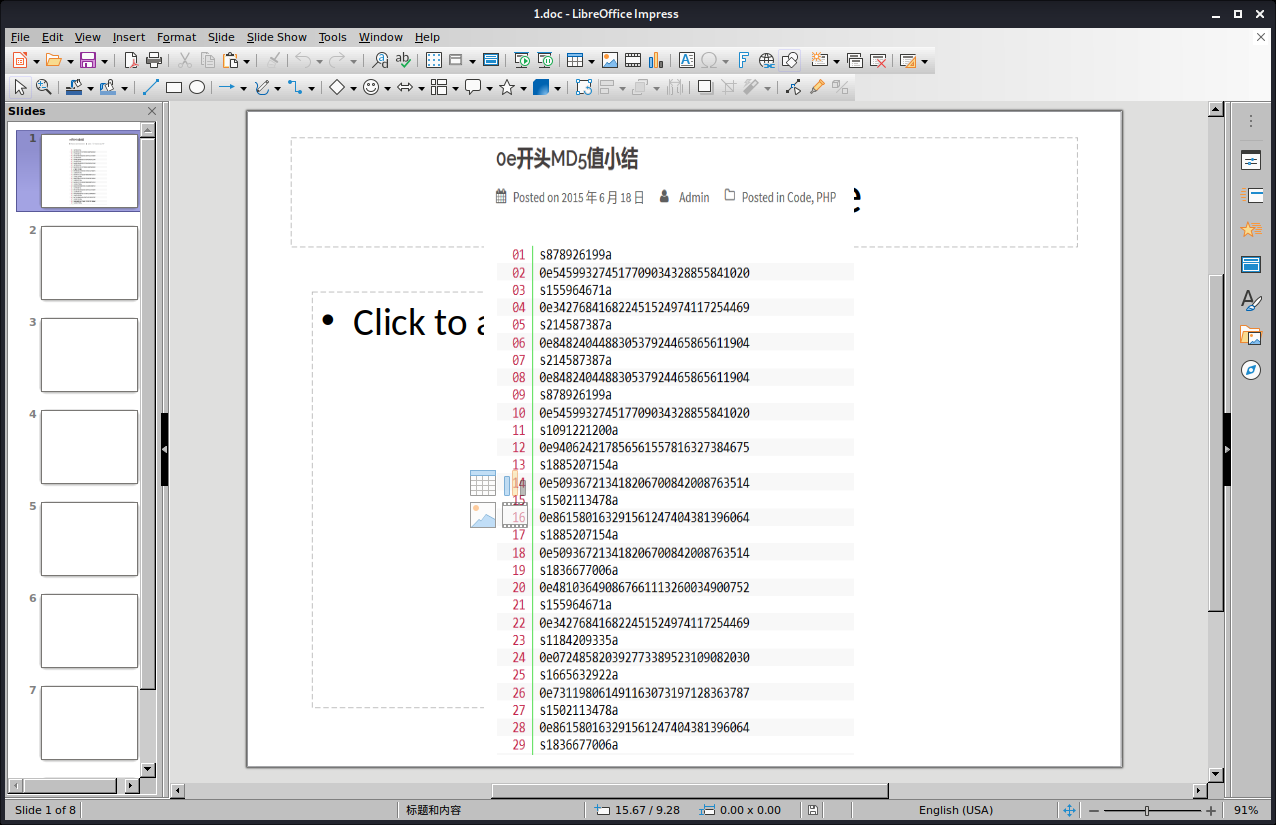 1.doc - LibreOffice Impress
File Edit View Insert Format Slide Slide Show Tools Window Help
Slides
1
2
3
4
5
6
7
0e开头MD5值小结
Posted on 2015 年 6 月 18 日 Admin Posted in Code, PHP
Click to a
01 s878926199a
02 0e545993274517709034328855841020
03 s155964671a
04 0e342768416822451524974117254469
05 s214587387a
06 0e848240448830537924465865611904
07 s214587387a
08 0e848240448830537924465865611904
09 s878926199a
10 0e545993274517709034328855841020
11 s1091221200a
12 0e940624217856561557816327384675
13 s1885207154a
14 0e509367213418206700842008763514
15 s1502113478a
16 0e861580163291561247404381396064
17 s1885207154a
18 0e509367213418206700842008763514
19 s1836677006a
20 0e481036490867661113260034900752
21 s155964671a
22 0e342768416822451524974117254469
23 s1184209335a
24 0e072485820392773389523109082030
25 s1665632922a
26 0e731198061491163073197128363787
27 s1502113478a
28 0e861580163291561247404381396064
29 s1836677006a
Slide 1 of 8 标题和内容 15.67 / 9.28 0.00 x 0.00 English (USA) 91%